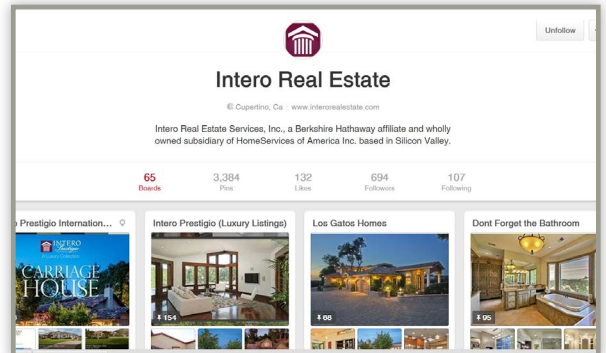 Unfollow
Intero Real Estate
Cupertino, Ca www.interorealestate.com
Intero Real Estate Services, Inc., a Berkshire Hathaway affiliate and wholly
owned subsidiary of HomeServices of America Inc. based in Silicon Valley.
65 3,384 132 694 107
Boards Pins Likes Followers Following
o Prestigio Internation... Intero Prestigio (Luxury Listings) Los Gatos Homes Dont Forget the Bathroom
INTERO
Prestigio
A Luxury Collection
CARRIAGE
HOUSE
154 68 95